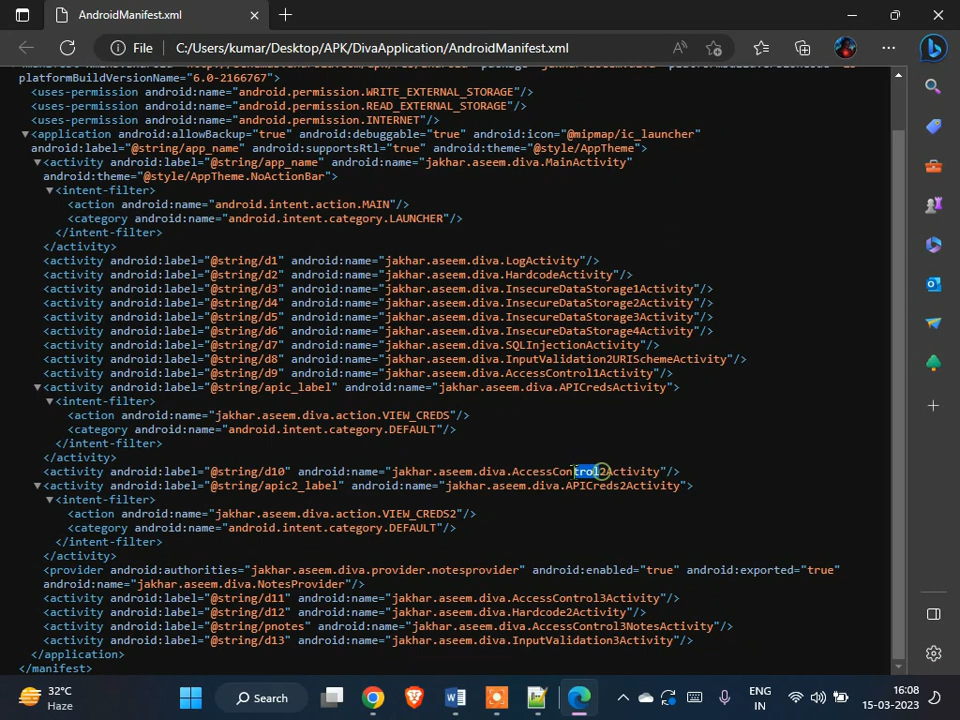 AndroidManifest.xml
File
C:/Users/kumar/Desktop/APK/DivaApplication/AndroidManifest.xml
platformBuildVersionName="6.0-2166767">
<uses-permission android:name="android.permission.WRITE_EXTERNAL_STORAGE"/>
<uses-permission android:name="android.permission.READ_EXTERNAL_STORAGE"/>
<uses-permission android:name="android.permission.INTERNET"/>
<application android:allowBackup="true" android:debuggable="true" android:icon="@mipmap/ic_launcher"
android:label="@string/app_name" android:supportsRtl="true" android:theme="@style/AppTheme">
<activity android:label="@string/app_name" android:name="jakhar.aseem.diva.MainActivity"
android:theme="@style/AppTheme.NoActionBar">
<intent-filter>
<action android:name="android.intent.action.MAIN"/>
<category android:name="android.intent.category.LAUNCHER"/>
</intent-filter>
</activity>
<activity android:label="@string/d1" android:name="jakhar.aseem.diva.LogActivity"/>
<activity android:label="@string/d2" android:name="jakhar.aseem.diva.HardcodeActivity"/>
<activity android:label="@string/d3" android:name="jakhar.aseem.diva.InsecureDataStorage1Activity"/>
<activity android:label="@string/d4" android:name="jakhar.aseem.diva.InsecureDataStorage2Activity"/>
<activity android:label="@string/d5" android:name="jakhar.aseem.diva.InsecureDataStorage3Activity"/>
<activity android:label="@string/d6" android:name="jakhar.aseem.diva.InsecureDataStorage4Activity"/>
<activity android:label="@string/d7" android:name="jakhar.aseem.diva.SQLInjectionActivity"/>
<activity android:label="@string/d8" android:name="jakhar.aseem.diva.InputValidation2URISchemeActivity"/>
<activity android:label="@string/d9" android:name="jakhar.aseem.diva.AccessControl1Activity"/>
<activity android:label="@string/apic_label" android:name="jakhar.aseem.diva.APICredsActivity">
<intent-filter>
<action android:name="jakhar.aseem.diva.action.VIEW_CREDS"/>
<category android:name="android.intent.category.DEFAULT"/>
</intent-filter>
</activity>
<activity android:label="@string/d10" android:name="jakhar.aseem.diva.AccessControl2Activity"/>
<activity android:label="@string/apic2_label" android:name="jakhar.aseem.diva.APICreds2Activity">
<intent-filter>
<action android:name="jakhar.aseem.diva.action.VIEW_CREDS2"/>
<category android:name="android.intent.category.DEFAULT"/>
</intent-filter>
</activity>
<provider android:authorities="jakhar.aseem.diva.provider.notesprovider" android:enabled="true" android:exported="true"
android:name="jakhar.aseem.diva.NotesProvider"/>
<activity android:label="@string/d11" android:name="jakhar.aseem.diva.AccessControl3Activity"/>
<activity android:label="@string/d12" android:name="jakhar.aseem.diva.Hardcode2Activity"/>
<activity android:label="@string/pnotes" android:name="jakhar.aseem.diva.AccessControl3NotesActivity"/>
<activity android:label="@string/d13" android:name="jakhar.aseem.diva.InputValidation3Activity"/>
</application>
</manifest>
32°C
Haze
Search
ENG
IN
16:08
15-03-2023